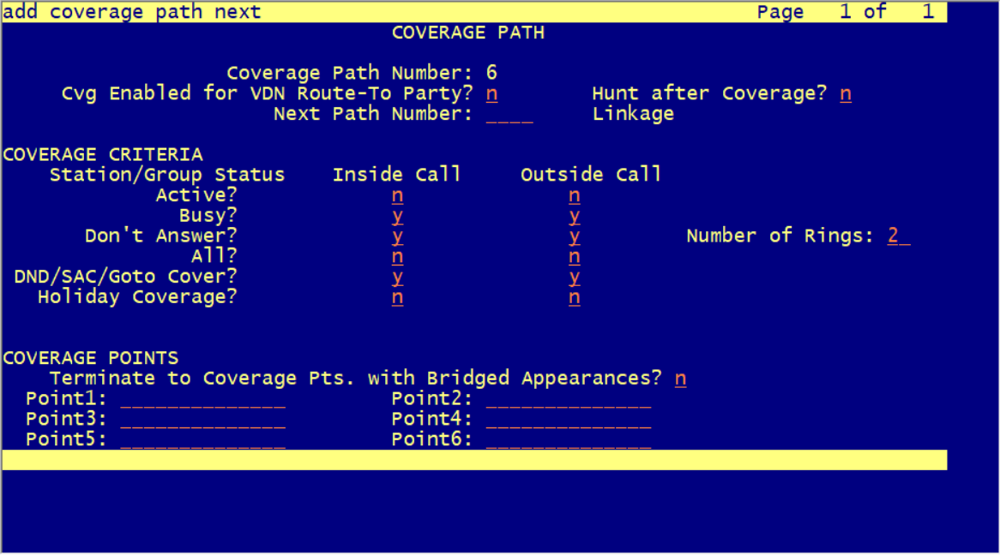 add coverage path next Page 1 of 1
COVERAGE PATH
Coverage Path Number: 6
Cvg Enabled for VDN Route-To Party? n Hunt after Coverage? n
Next Path Number: ____ Linkage
COVERAGE CRITERIA
Station/Group Status Inside Call Outside Call
Active? n n
Busy? y y
Don't Answer? y y Number of Rings: 2_
All? n n
DND/SAC/Goto Cover? y y
Holiday Coverage? n n
COVERAGE POINTS
Terminate to Coverage Pts. with Bridged Appearances? n
Point1: ______________ Point2: ______________
Point3: ______________ Point4: ______________
Point5: ______________ Point6: ______________